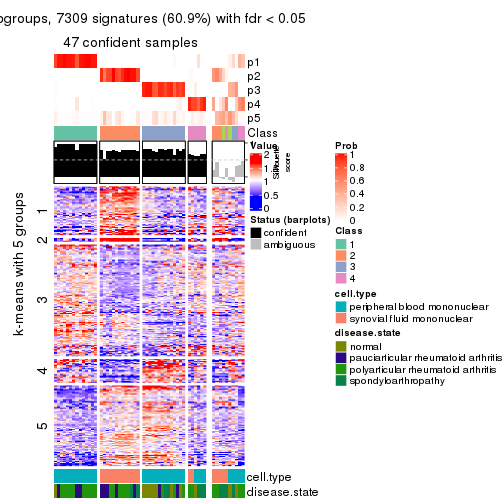 ogroups, 7309 signatures (60.9%) with fdr < 0.05
47 confident samples
p1
p2
p3
p4
p5
Class
Value
2
1.5
1
0.5
0
Silhouette
score
Prob
1
0.8
0.6
0.4
0.2
0
Status (barplots)
confident
ambiguous
Class
1
2
3
4
cell.type
peripheral blood mononuclear
synovial fluid mononuclear
disease.state
normal
pauciarticular rheumatoid arthritis
polyarticular rheumatoid arthritis
spondyloarthropathy
k-means with 5 groups
1
2
3
4
5
cell.type
disease.state